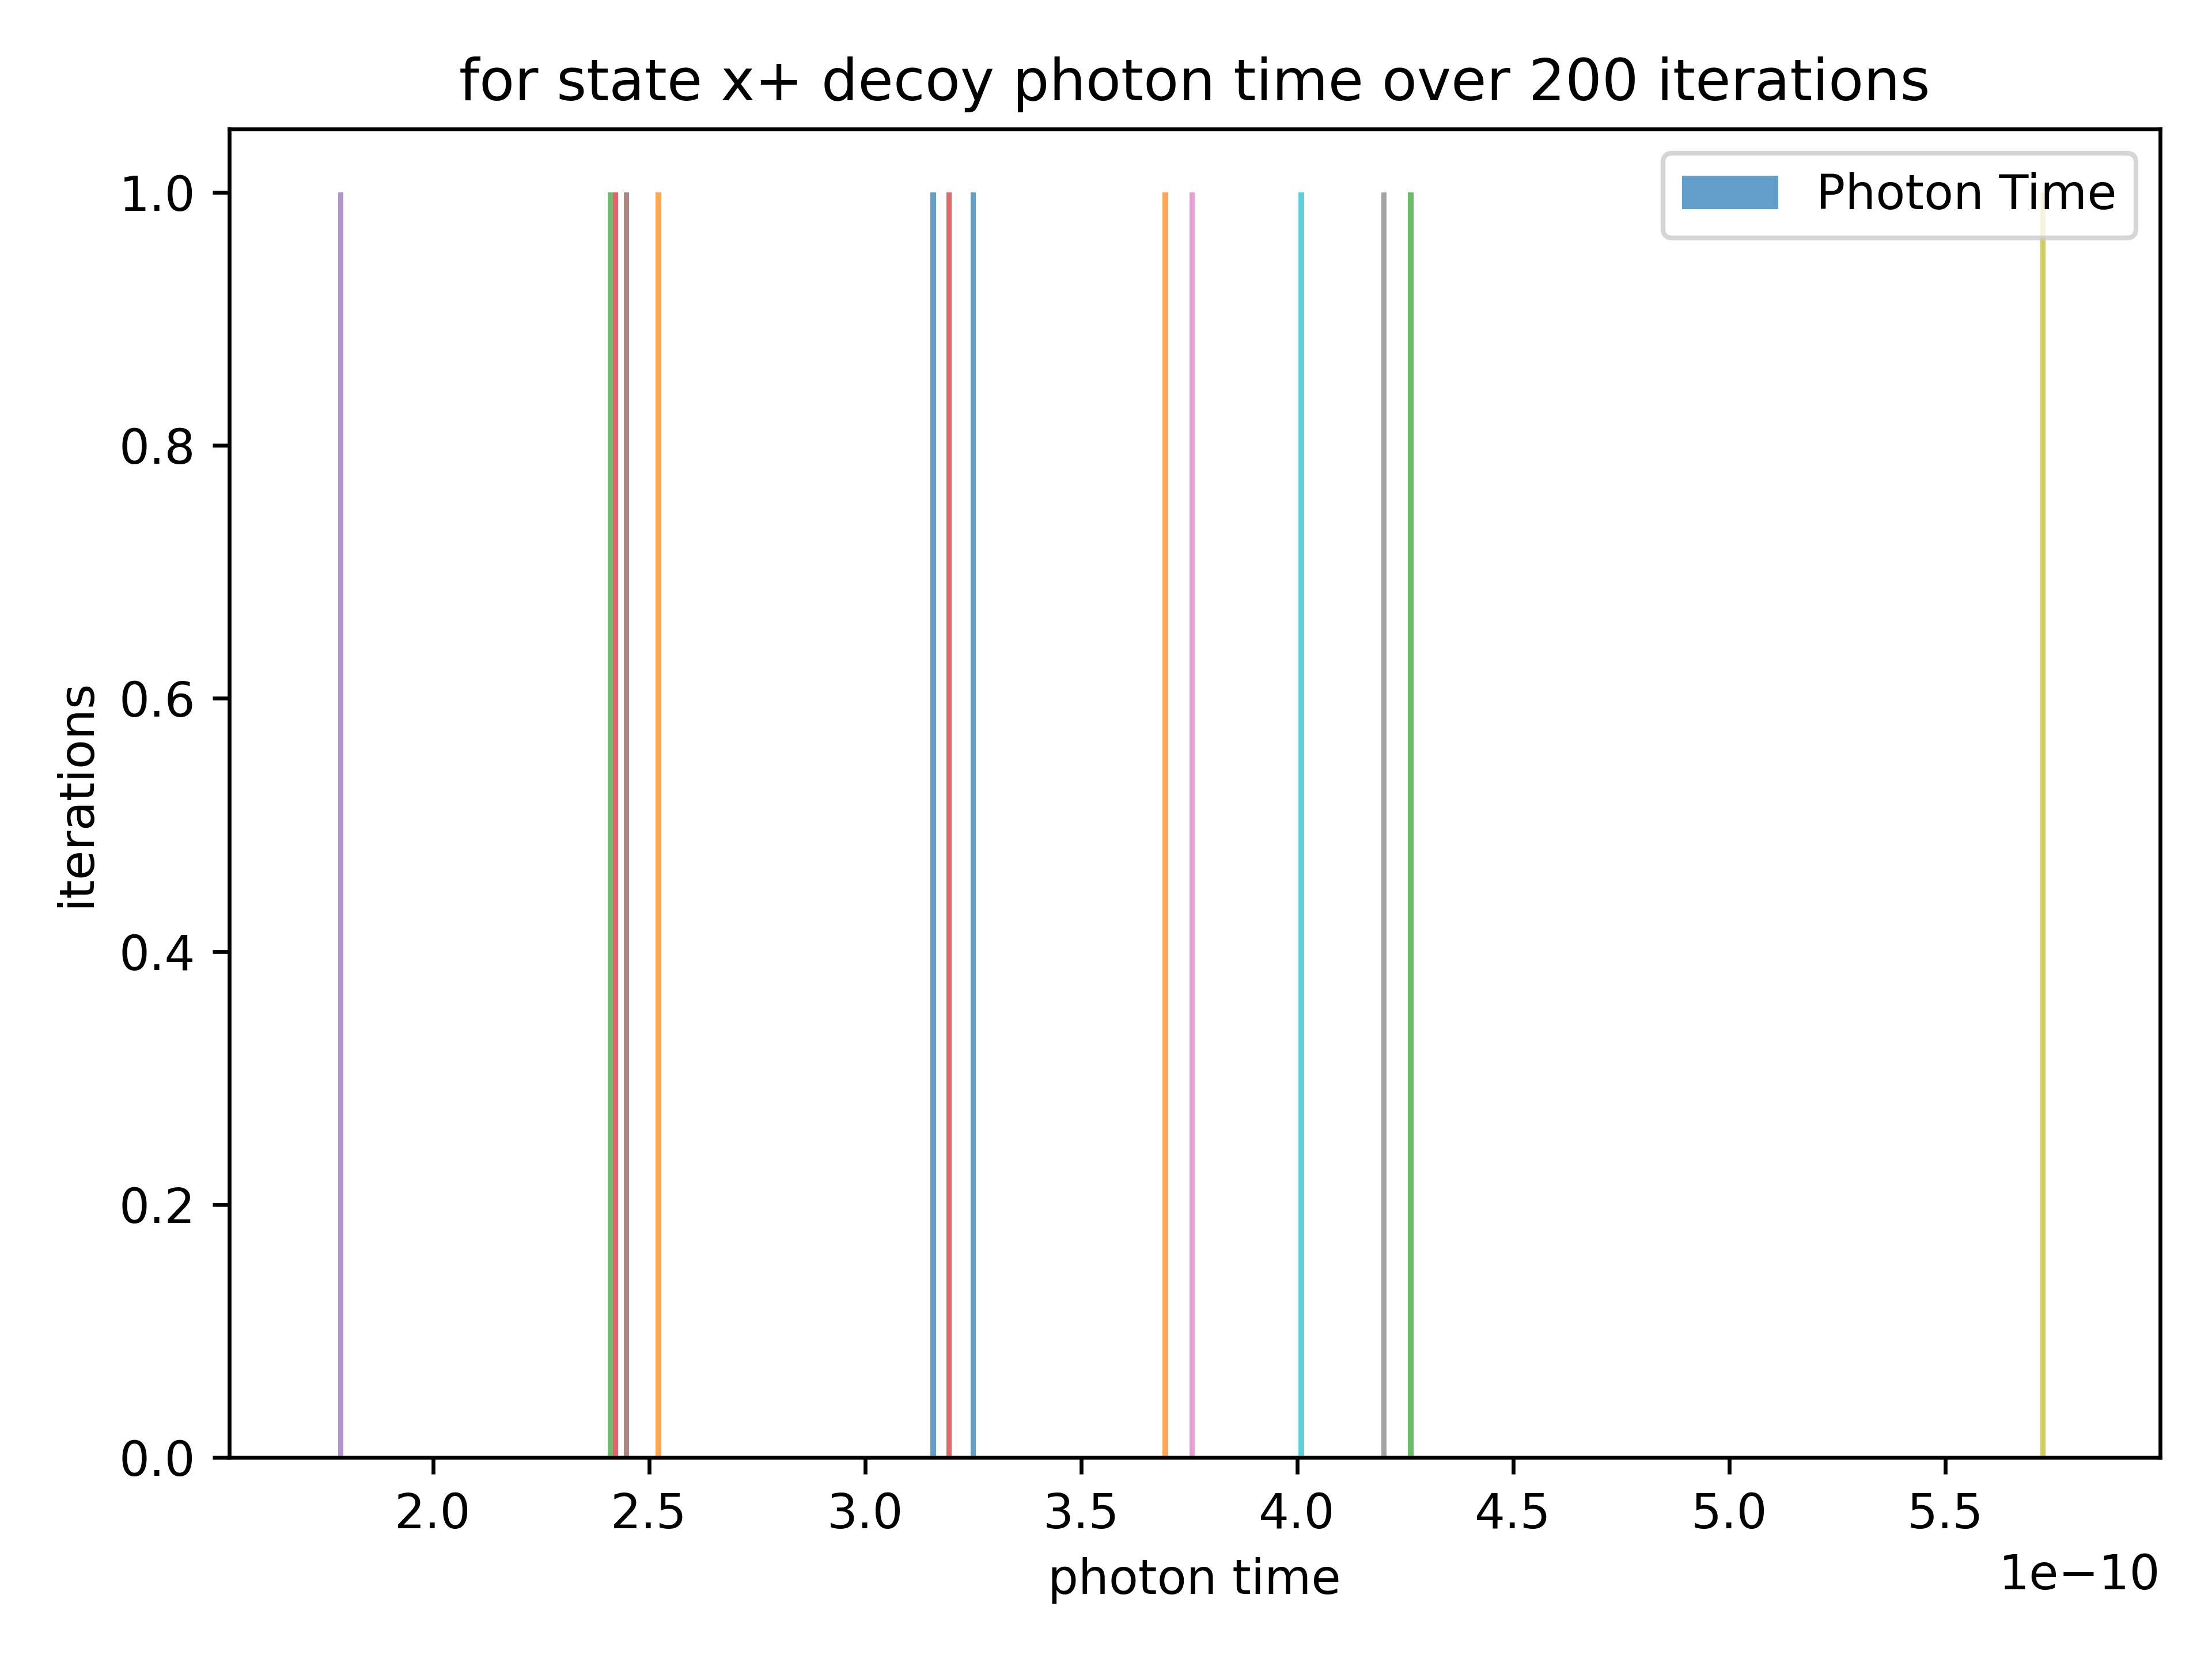 for state x+ decoy photon time over 200 iterations
Photon Time
iterations
1.0
0.8
0.6
0.4
0.2
0.0
2.0 2.5 3.0 3.5 4.0 4.5 5.0 5.5
1e−10
photon time